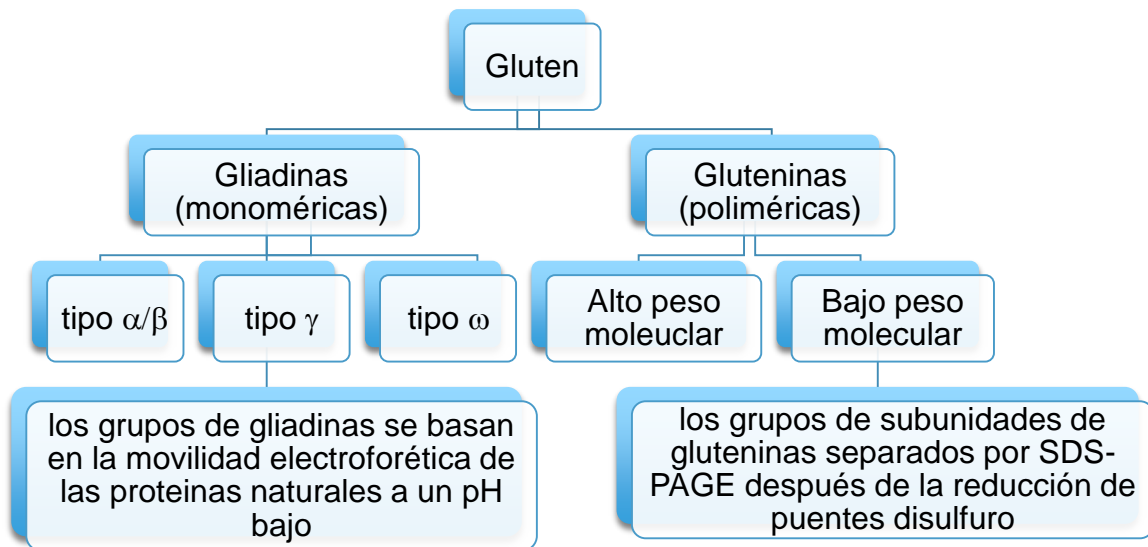 Gluten
Gliadinas
(monoméricas)
Gluteninas
(poliméricas)
tipo α/β
tipo γ
tipo ω
Alto peso
moleuclar
Bajo peso
molecular
los grupos de gliadinas se basan
en la movilidad electroforética de
las proteinas naturales a un pH
bajo
los grupos de subunidades de
gluteninas separados por SDS-
PAGE después de la reducción de
puentes disulfuro